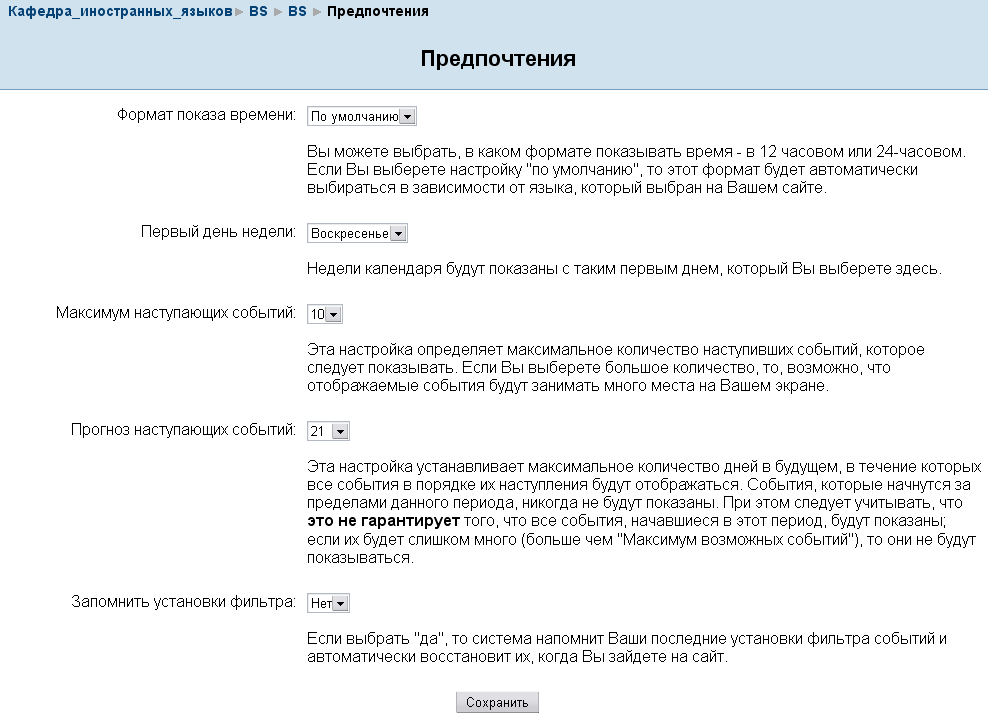 Кафедра_иностранных_языков ► BS ► BS ► Предпочтения
Предпочтения
Формат показа времени: По умолчанию
Вы можете выбрать, в каком формате показывать время - в 12 часовом или 24-часовом.
Если Вы выберете настройку "по умолчанию", то этот формат будет автоматически
выбираться в зависимости от языка, который выбран на Вашем сайте.
Первый день недели: Воскресенье
Недели календаря будут показаны с таким первым днем, который Вы выберете здесь.
Максимум наступающих событий: 10
Эта настройка определяет максимальное количество наступивших событий, которое
следует показывать. Если Вы выберете большое количество, то, возможно, что
отображаемые события будут занимать много места на Вашем экране.
Прогноз наступающих событий: 21
Эта настройка устанавливает максимальное количество дней в будущем, в течение которых
все события в порядке их наступления будут отображаться. События, которые начнутся за
пределами данного периода, никогда не будут показаны. При этом следует учитывать, что
это не гарантирует того, что все события, начавшиеся в этот период, будут показаны;
если их будет слишком много (больше чем "Максимум возможных событий"), то они не будут
показываться.
Запомнить установки фильтра: Нет
Если выбрать "да", то система напомнит Ваши последние установки фильтра событий и
автоматически восстановит их, когда Вы зайдете на сайт.
Сохранить